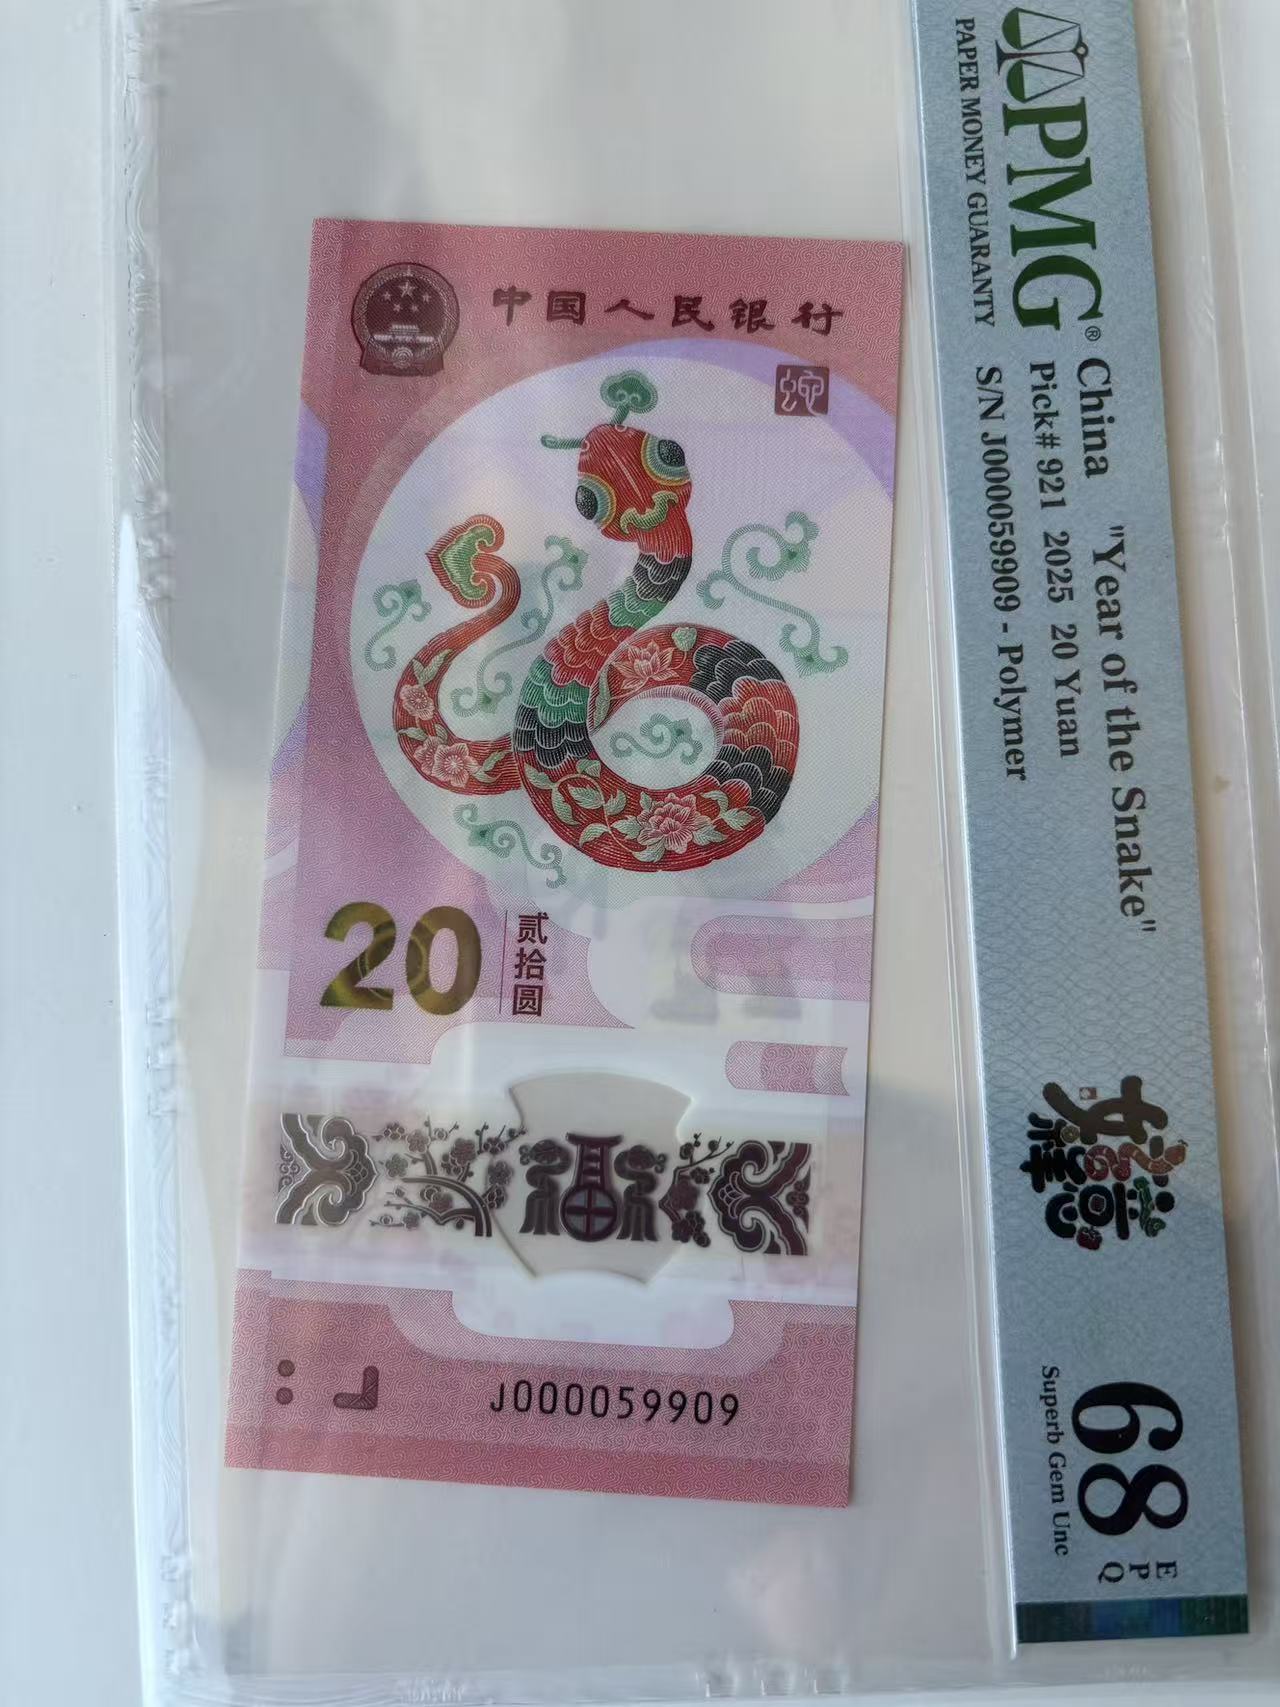 中国人民银行
蛇
20
贰拾圆
福
J000059909
PMG®
PAPER MONEY GUARANTY
China "Year of the Snake"
Pick# 921 2025 20 Yuan
S/N J000059909 - Polymer
68
EPQ
Superb Gem Unc